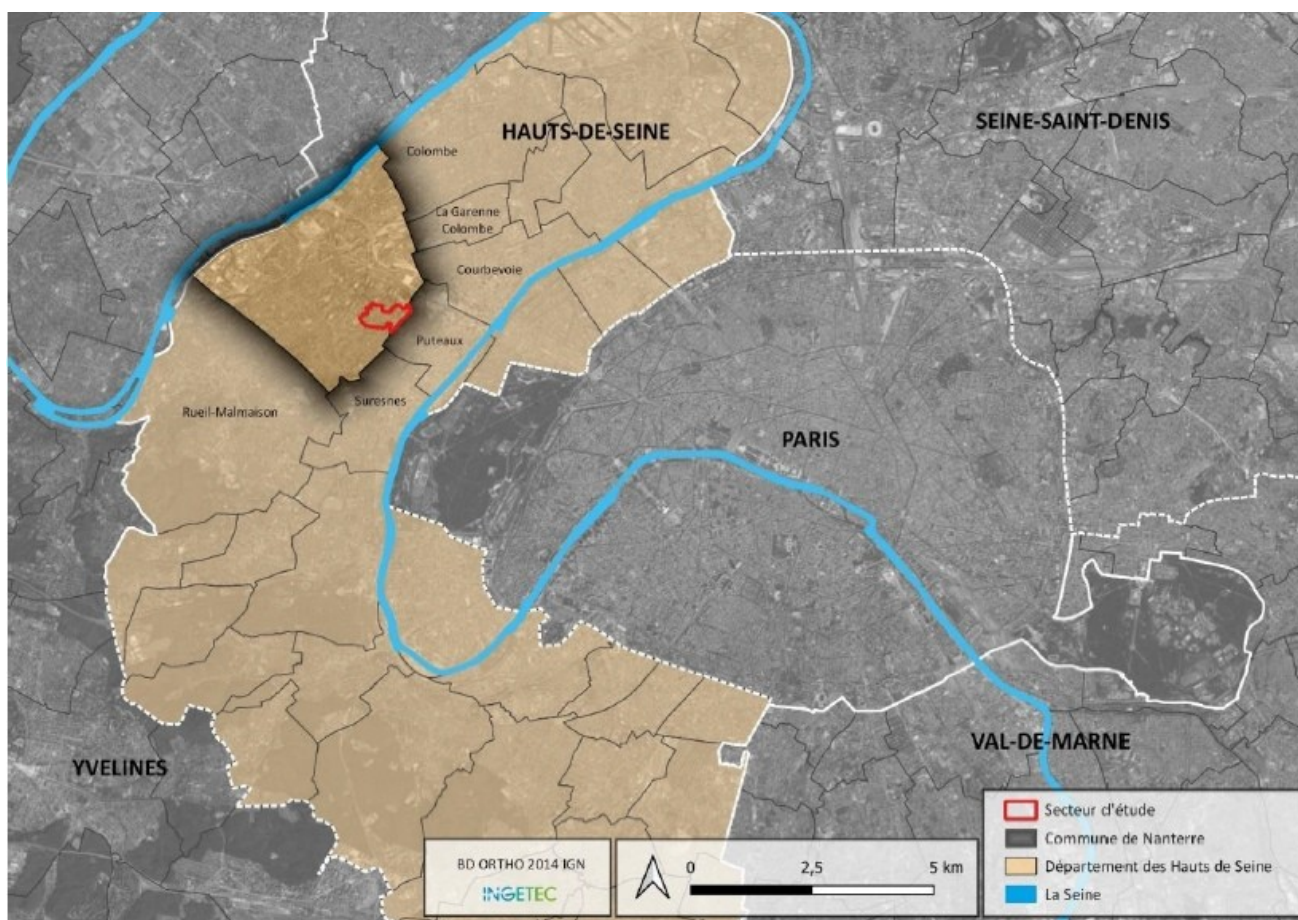 HAUTS-DE-SEINE
SEINE-SAINT-DENIS
Colombe
La Garenne
Colombe
Courbevoie
Puteaux
Suresnes
Rueil-Malmaison
PARIS
YVELINES
VAL-DE-MARNE
BD ORTHO 2014 IGN
INGETEC
0 2,5 5 km
Secteur d'étude
Commune de Nanterre
Département des Hauts de Seine
La Seine